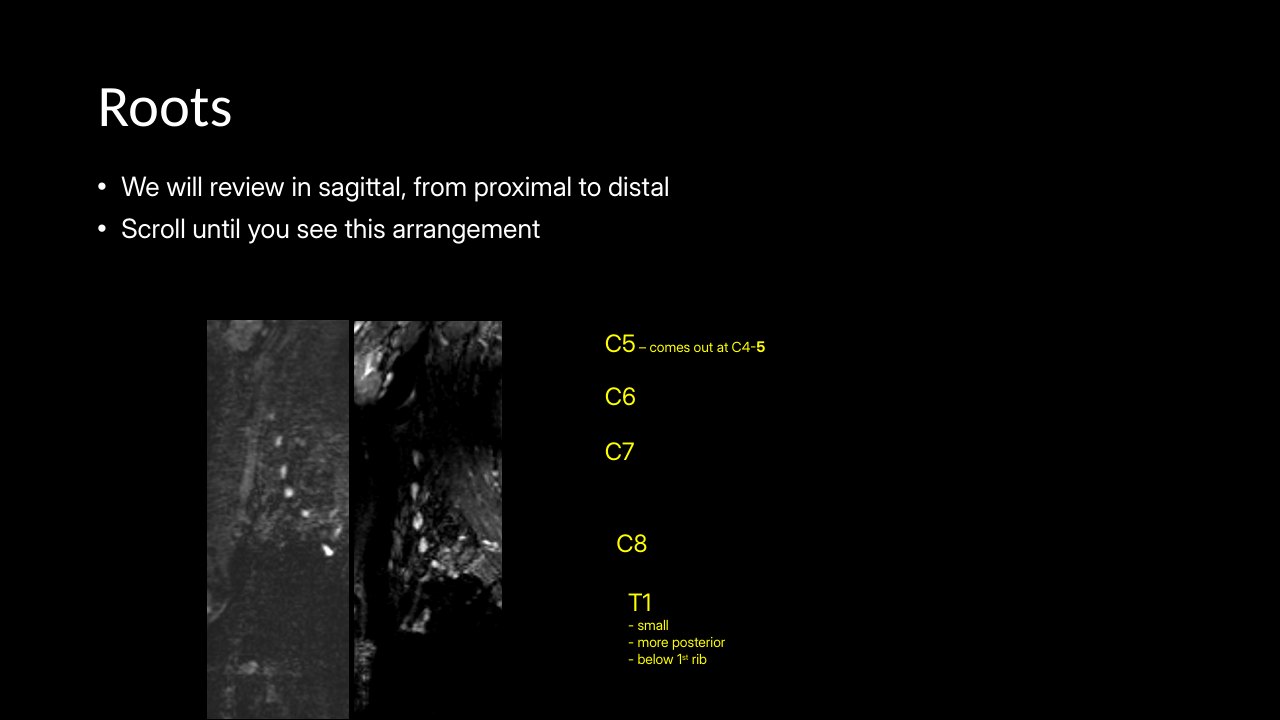 Roots
• We will review in sagittal, from proximal to distal
• Scroll until you see this arrangement
C5 – comes out at C4-5
C6
C7
C8
T1
- small
- more posterior
- below 1st rib